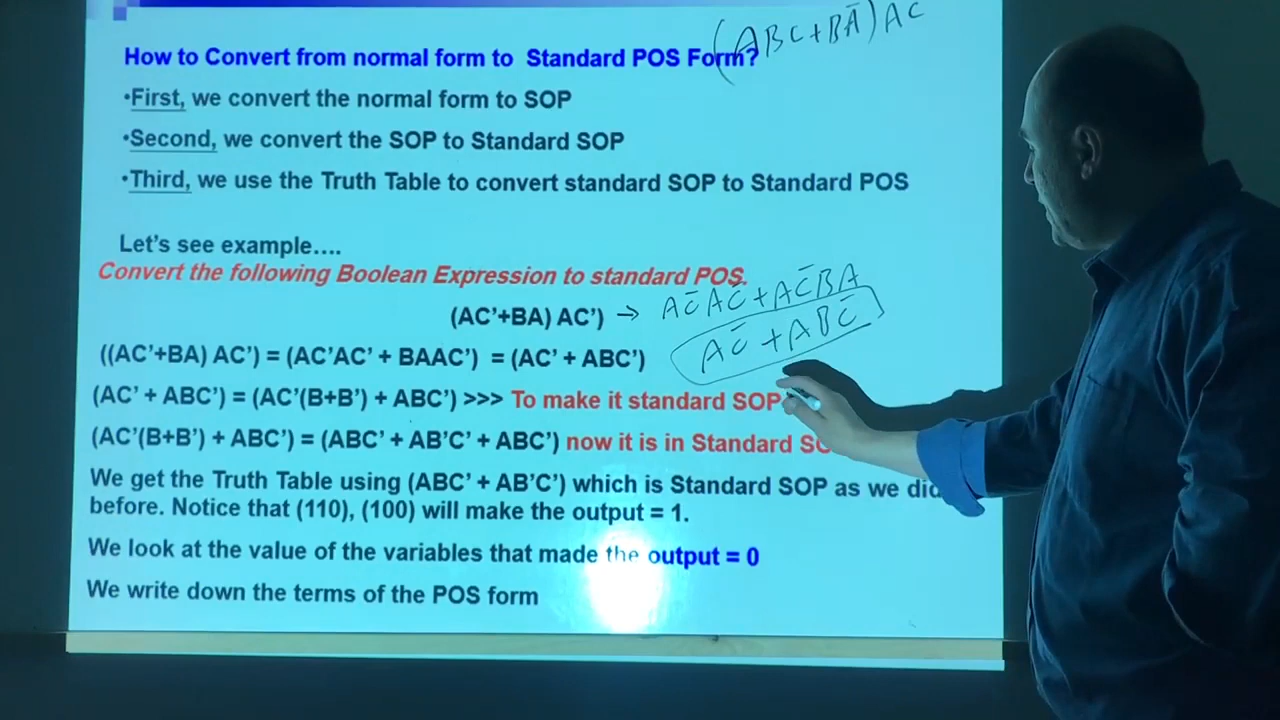 (ABC+BĀ)AC
How to Convert from normal form to Standard POS Form?
•First, we convert the normal form to SOP
•Second, we convert the SOP to Standard SOP
•Third, we use the Truth Table to convert standard SOP to Standard POS
Let's see example….
Convert the following Boolean Expression to standard POS.
(AC'+BA) AC') → AC̄AC̄+AC̄BA
AC̄+ABC̄
((AC'+BA) AC') = (AC'AC' + BAAC') = (AC' + ABC')
(AC' + ABC') = (AC'(B+B') + ABC') >>> To make it standard SOP
(AC'(B+B') + ABC') = (ABC' + AB'C' + ABC') now it is in Standard
We get the Truth Table using (ABC' + AB'C') which is Standard SOP as we did
before. Notice that (110), (100) will make the output = 1.
We look at the value of the variables that made the output = 0
We write down the terms of the POS form